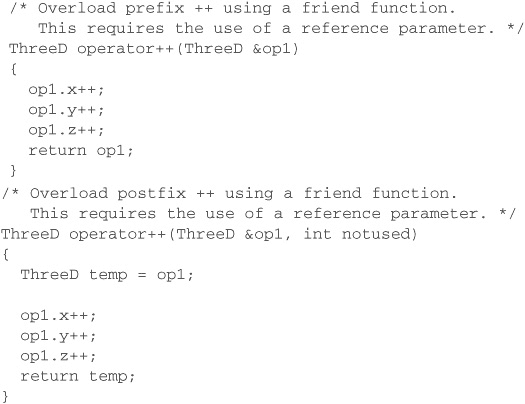 /* Overload prefix ++ using a friend function.
   This requires the use of a reference parameter. */
ThreeD operator++(ThreeD &op1)
{
  op1.x++;
  op1.y++;
  op1.z++;
  return op1;
}
/* Overload postfix ++ using a friend function.
   This requires the use of a reference parameter. */
ThreeD operator++(ThreeD &op1, int notused)
{
  ThreeD temp = op1;

  op1.x++;
  op1.y++;
  op1.z++;
  return temp;
}